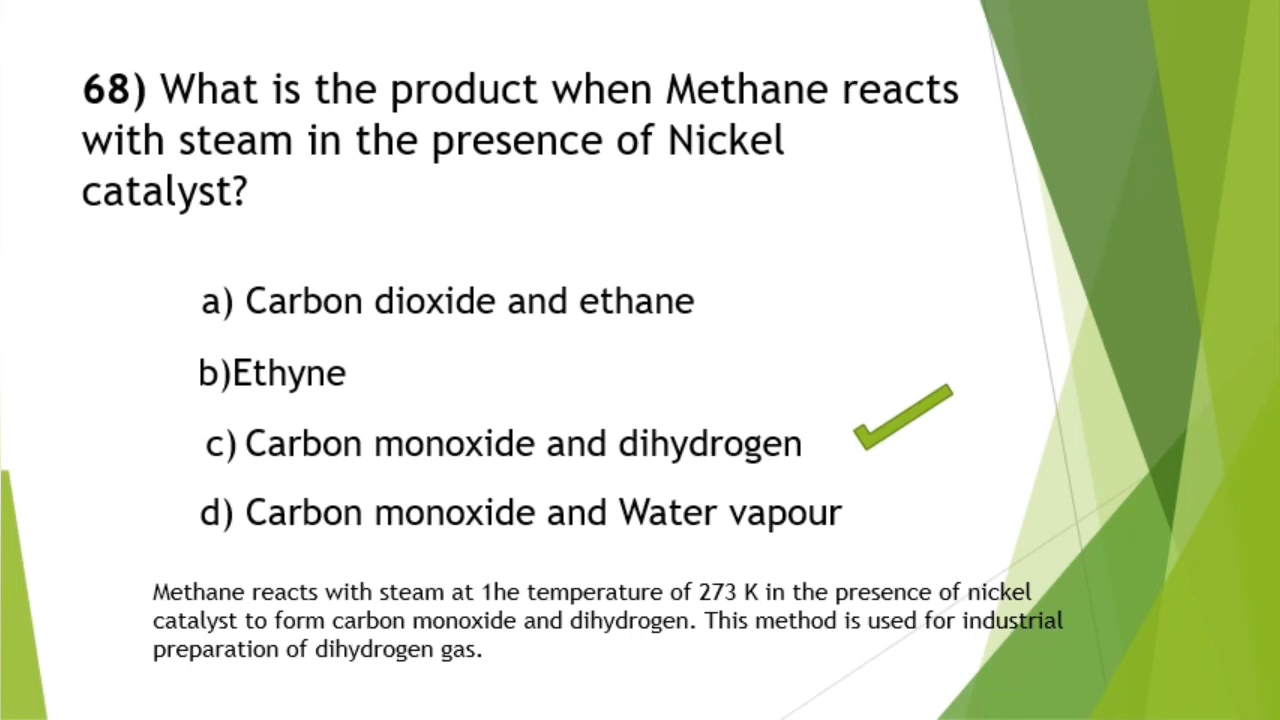 68) What is the product when Methane reacts
with steam in the presence of Nickel
catalyst?
a) Carbon dioxide and ethane
b)Ethyne
c) Carbon monoxide and dihydrogen
d) Carbon monoxide and Water vapour
Methane reacts with steam at 1he temperature of 273 K in the presence of nickel
catalyst to form carbon monoxide and dihydrogen. This method is used for industrial
preparation of dihydrogen gas.